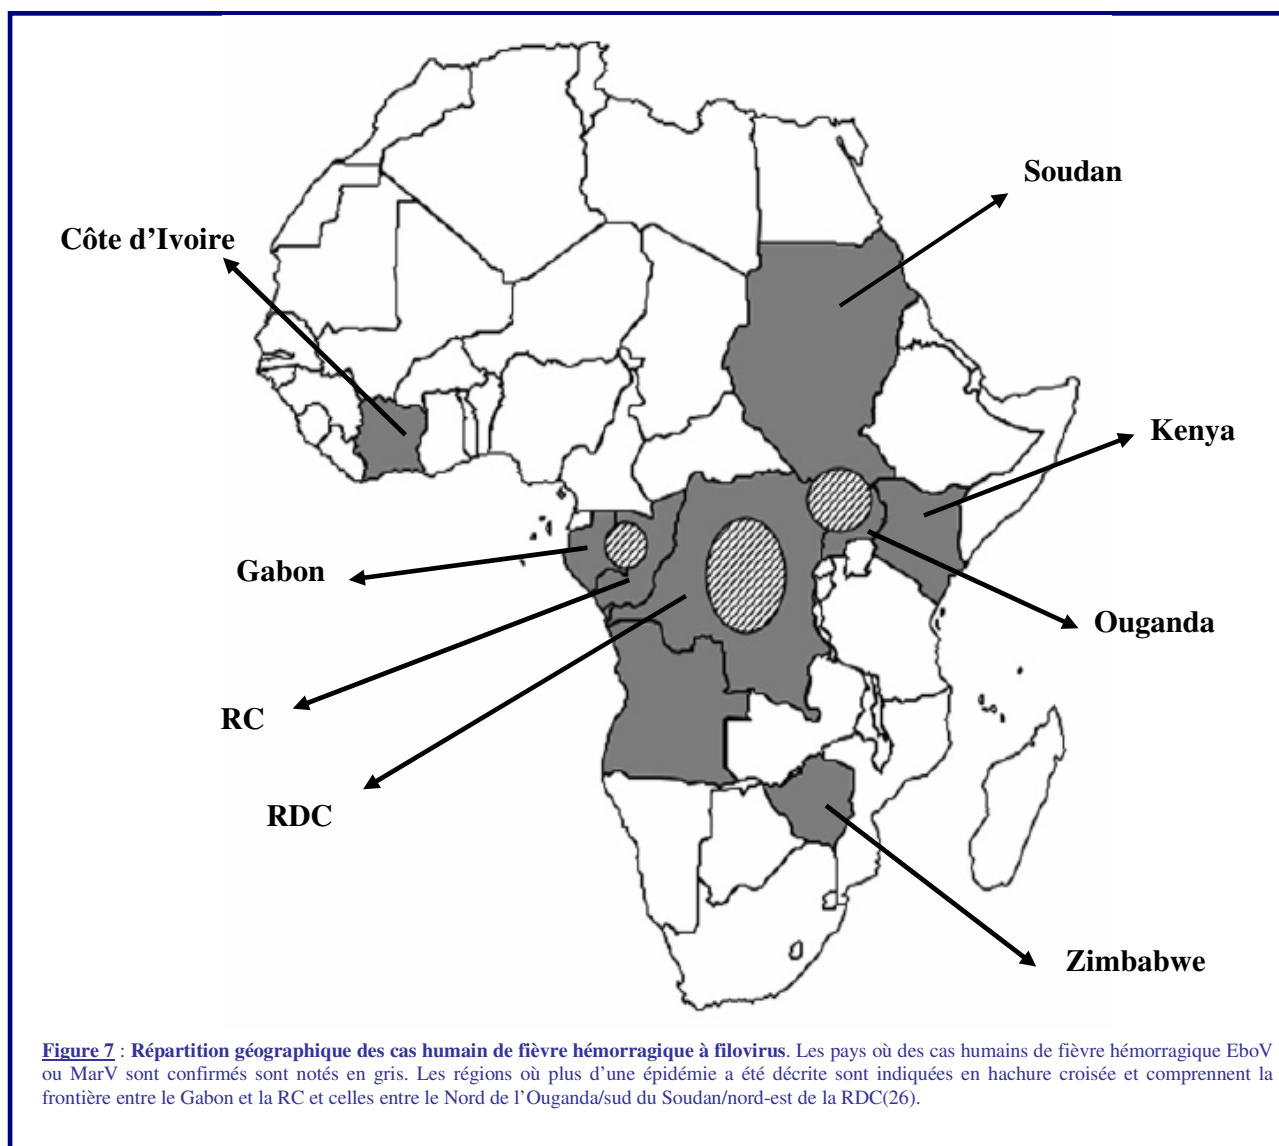 Soudan
Côte d’Ivoire
Kenya
Gabon
Ouganda
RC
RDC
Zimbabwe
Figure 7 : Répartition géographique des cas humain de fièvre hémorragique à filovirus. Les pays où des cas humains de fièvre hémorragique EboV
ou MarV sont confirmés sont notés en gris. Les régions où plus d’une épidémie a été décrite sont indiquées en hachure croisée et comprennent la
frontière entre le Gabon et la RC et celles entre le Nord de l’Ouganda/sud du Soudan/nord-est de la RDC(26).